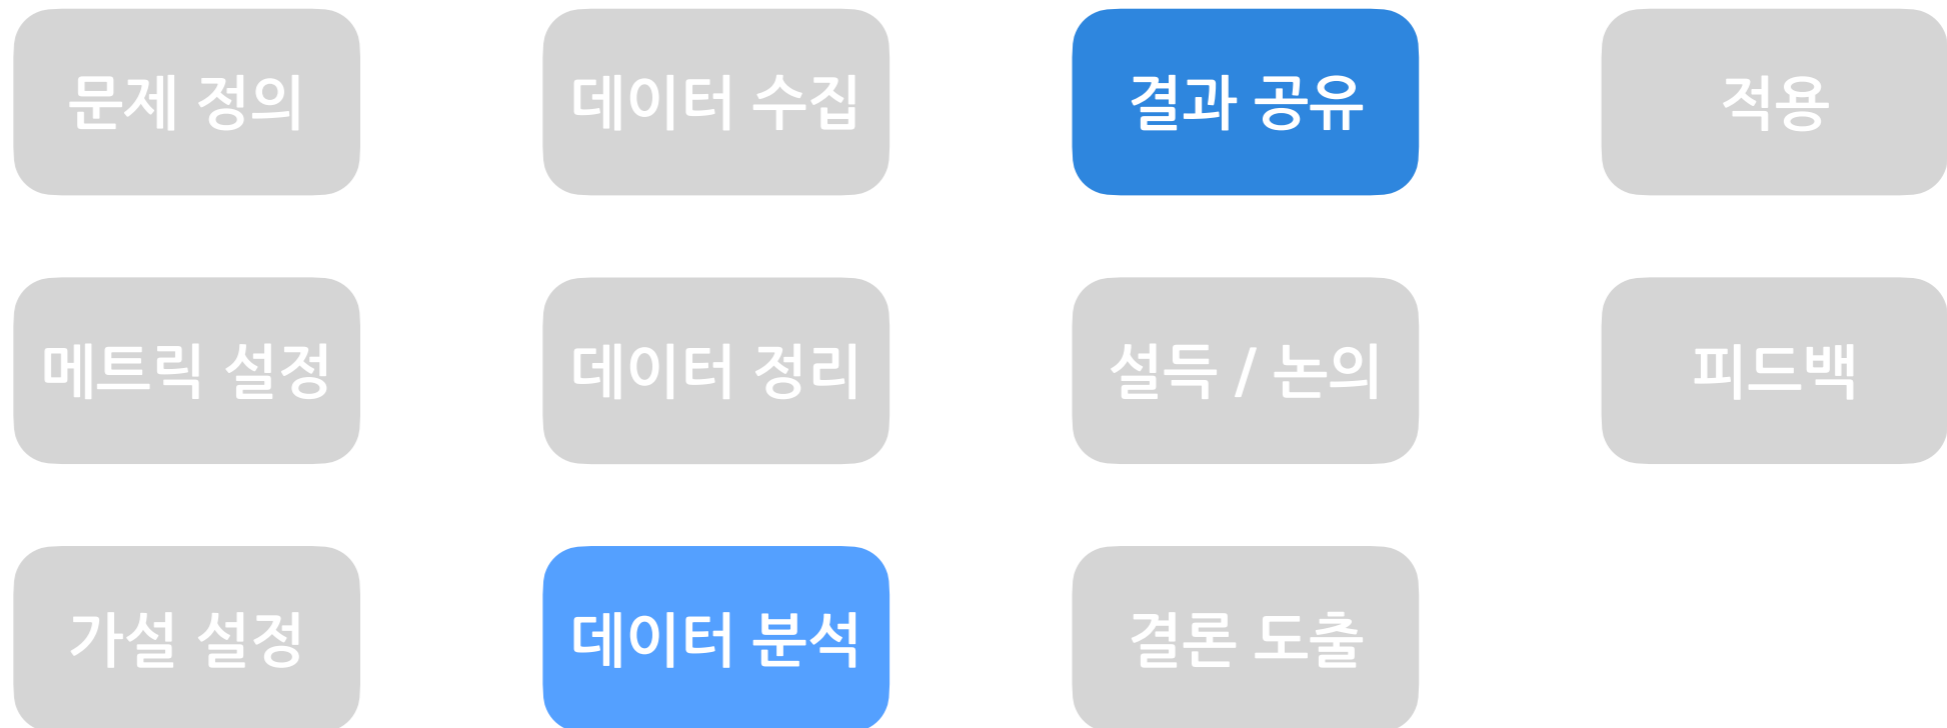 문제 정의
데이터 수집
결과 공유
적용
메트릭 설정
데이터 정리
설득 / 논의
피드백
가설 설정
데이터 분석
결론 도출